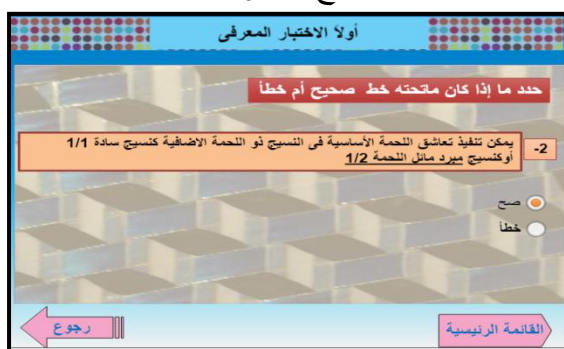 أولاً الاختبار المعرفى
حدد ما إذا كان ماتحته خط صحيح أم خطأ
2-
يمكن تنفيذ تعاشق اللحمة الأساسية فى النسيج ذو اللحمة الاضافية كنسيج سادة 1/1
أوكنسيج مبرد مائل اللحمة 1/2
صح
خطأ
القائمة الرئيسية
رجوع